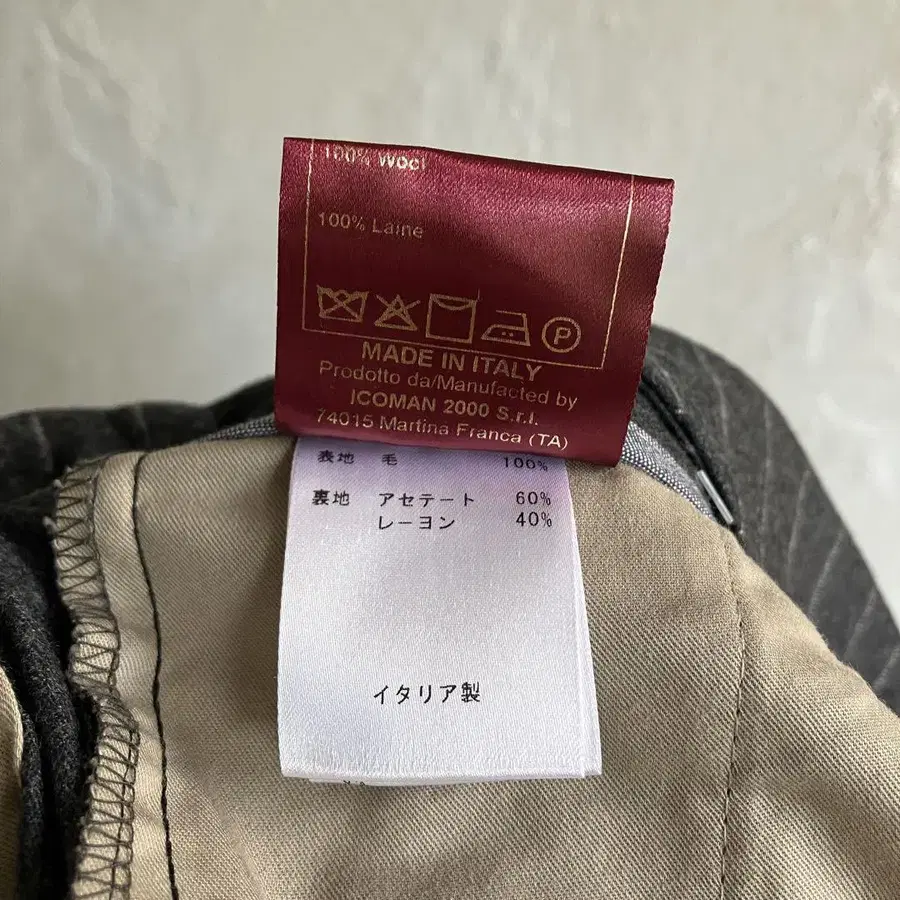 100% Wool
100% Laine
P
MADE IN ITALY
Prodotto da/Manufactured by
ICOMAN 2000 S.r.l.
74015 Martina Franca (TA)
表地 毛 100%
裏地 アセテート 60%
レーヨン 40%
イタリア製